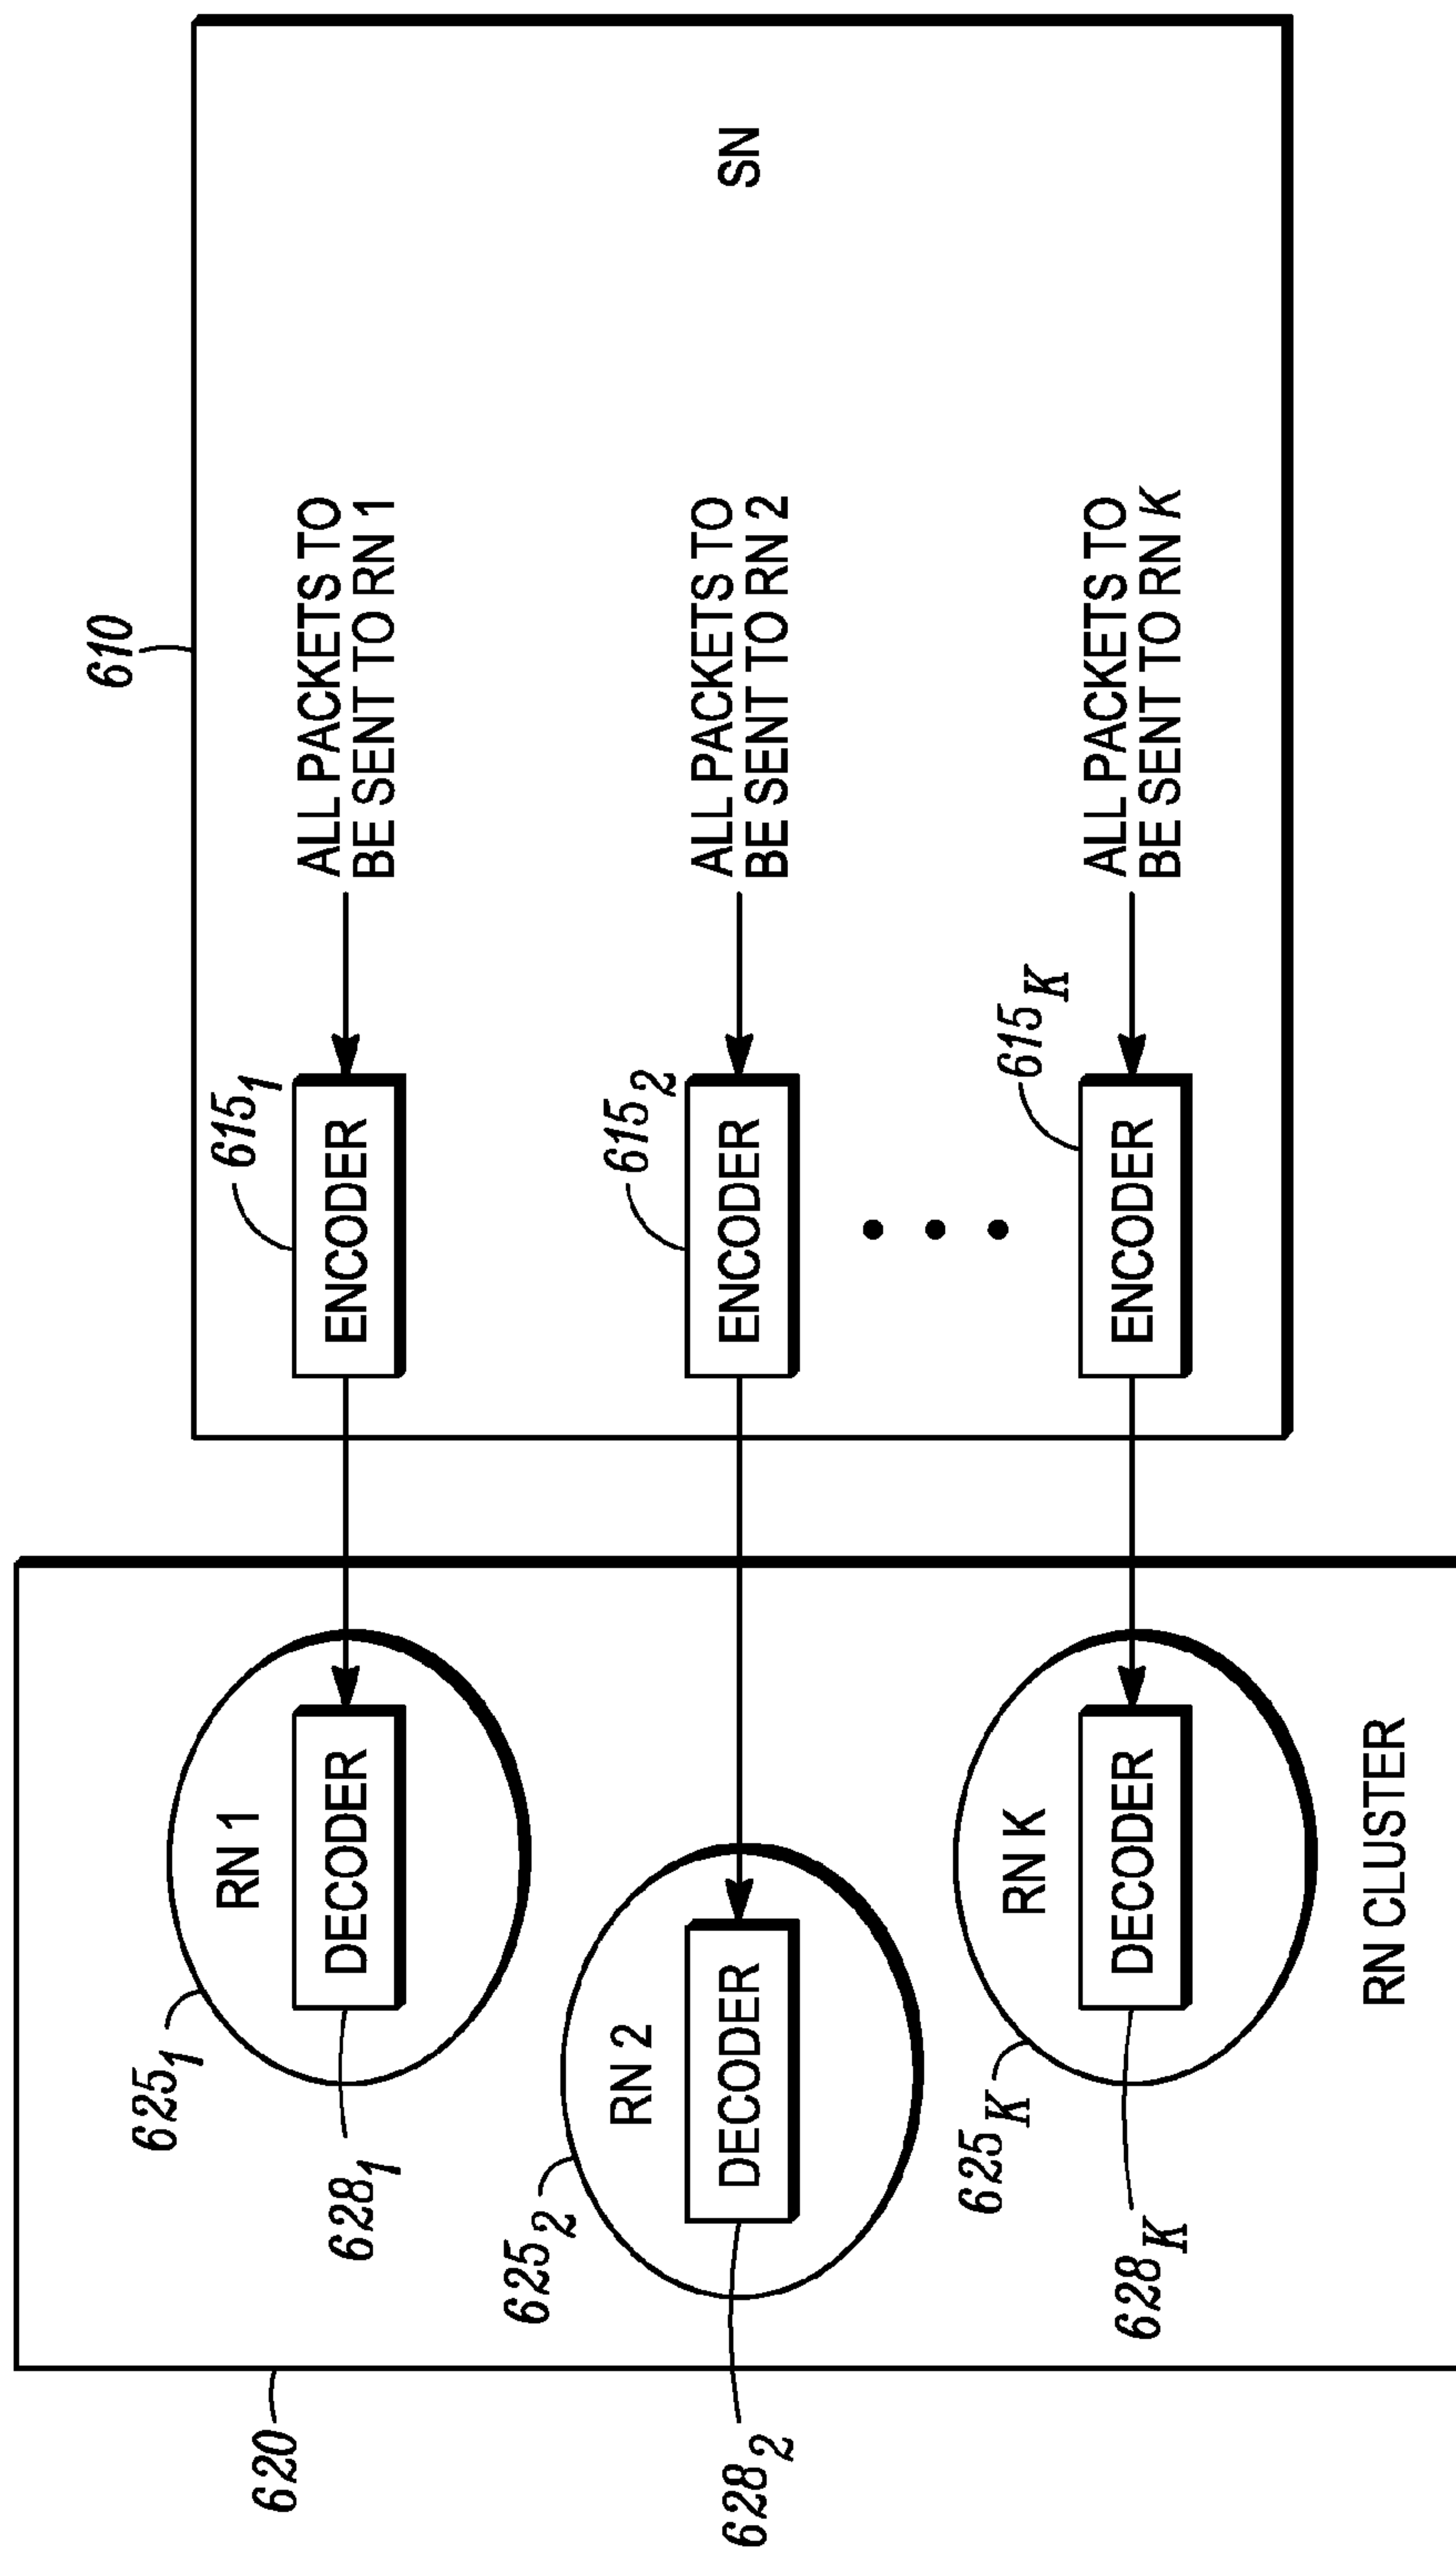 610
ALL PACKETS TO
BE SENT TO RN 1
615₁
ENCODER
RN 1
DECODER
625₁
628₁
SN
ALL PACKETS TO
BE SENT TO RN 2
615₂
ENCODER
RN 2
DECODER
625₂
628₂
ALL PACKETS TO
BE SENT TO RN K
615K
ENCODER
RN K
DECODER
625K
628K
RN CLUSTER
620